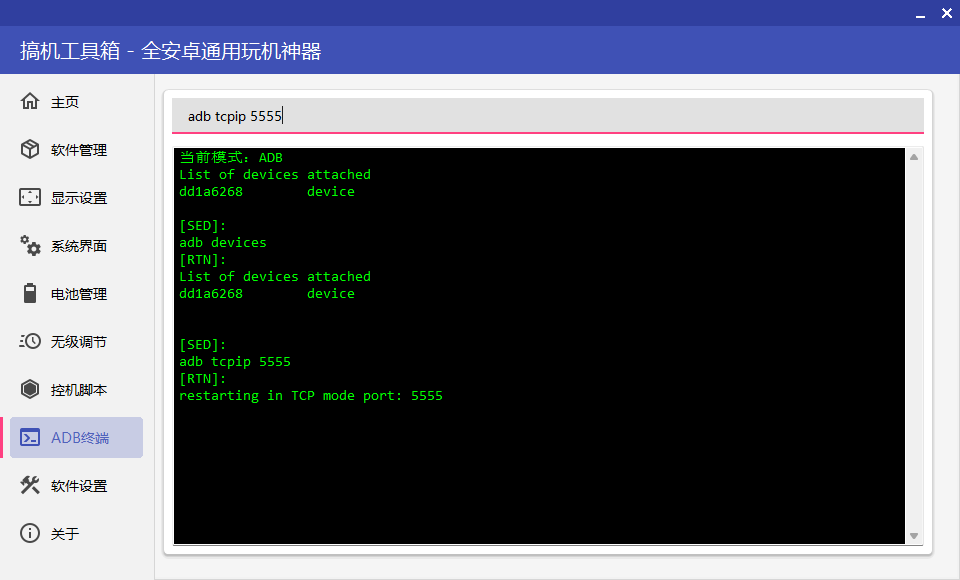 搞机工具箱 - 全安卓通用玩机神器
主页
软件管理
显示设置
系统界面
电池管理
无级调节
控机脚本
ADB终端
软件设置
关于
adb tcpip 5555
当前模式：ADB
List of devices attached
dd1a6268 device
[SED]:
adb devices
[RTN]:
List of devices attached
dd1a6268 device
[SED]:
adb tcpip 5555
[RTN]:
restarting in TCP mode port: 5555